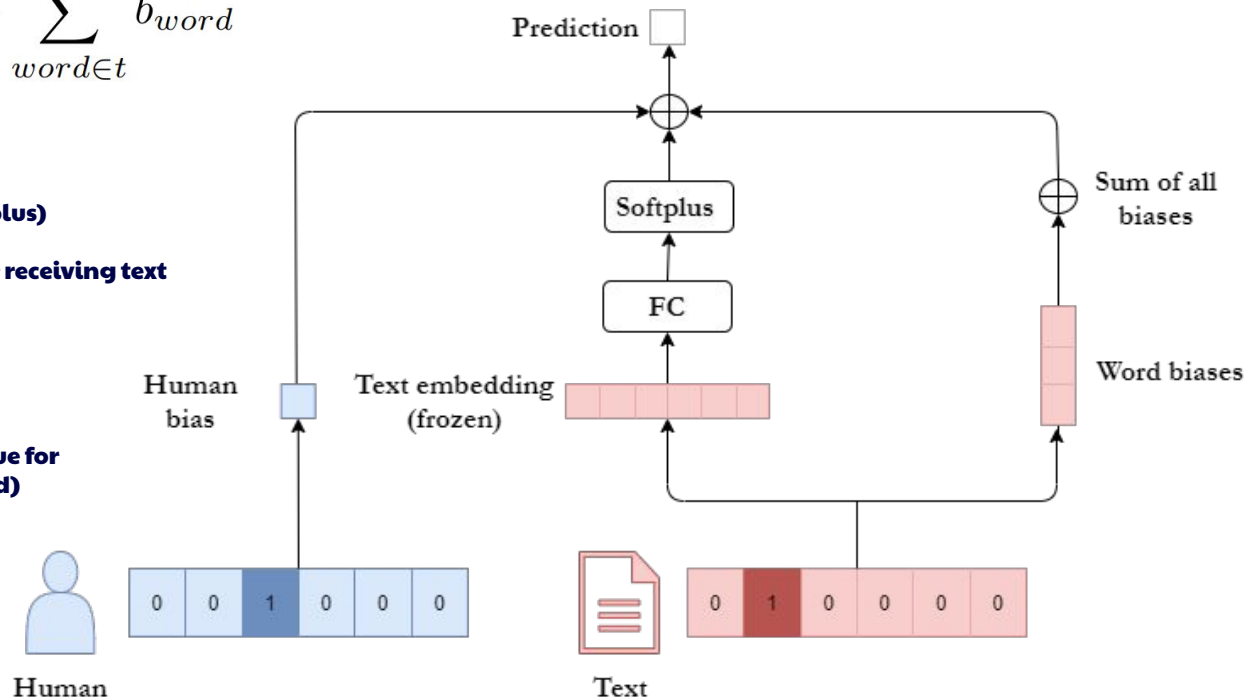 ∑ b_word
word∈t
Prediction
Sum of all
biases
plus)
Softplus
receiving text
FC
Human
bias
Text embedding
(frozen)
Word biases
ue for
d)
0 0 1 0 0 0
0 1 0 0 0 0
Human
Text